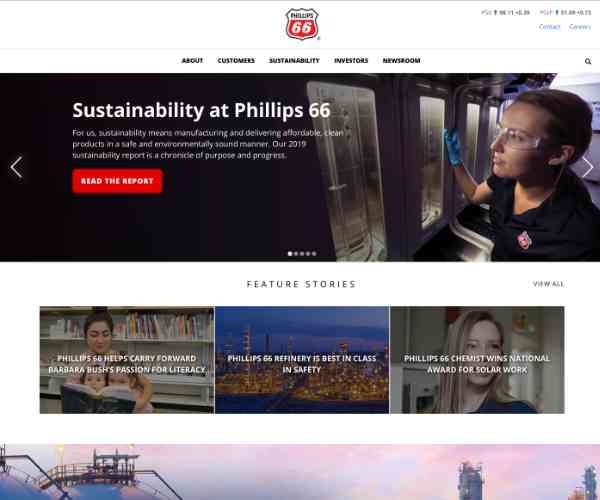 PHILLIPS
66
PSX 98.11 +0.39 PSXP 51.09 +0.73
Contact Careers
ABOUT CUSTOMERS SUSTAINABILITY INVESTORS NEWSROOM
Sustainability at Phillips 66
For us, sustainability means manufacturing and delivering affordable, clean
products in a safe and environmentally sound manner. Our 2019
sustainability report is a chronicle of purpose and progress.
READ THE REPORT
FEATURE STORIES
VIEW ALL
PHILLIPS 66 HELPS CARRY FORWARD
BARBARA BUSH'S PASSION FOR LITERACY
PHILLIPS 66 REFINERY IS BEST IN CLASS
IN SAFETY
PHILLIPS 66 CHEMIST WINS NATIONAL
AWARD FOR SOLAR WORK